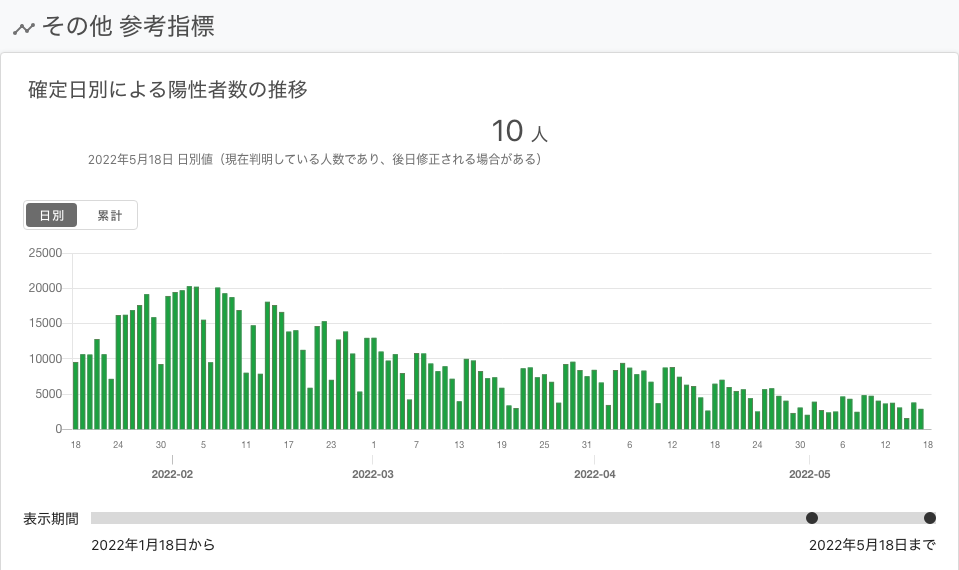 その他 参考指標
確定日別による陽性者数の推移
10 人
2022年5月18日 日別値（現在判明している人数であり、後日修正される場合がある）
日別 累計
25000
20000
15000
10000
5000
0
18 24 30 5 11 17 23 1 7 13 19 25 31 6 12 18 24 30 6 12 18
2022-02 2022-03 2022-04 2022-05
表示期間
2022年1月18日から 2022年5月18日まで